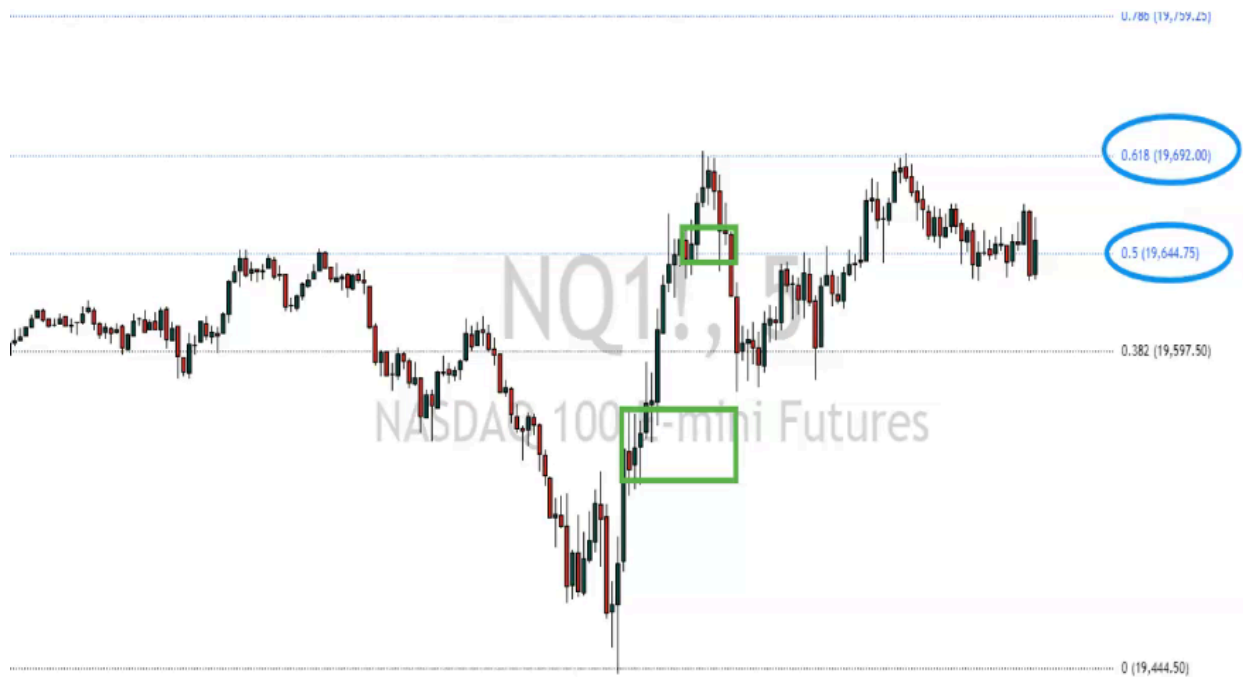 0.786 (19,759.25)
0.618 (19,692.00)
0.5 (19,644.75)
NQ1!, 5
0.382 (19,597.50)
NASDAQ 100 E-mini Futures
0 (19,444.50)